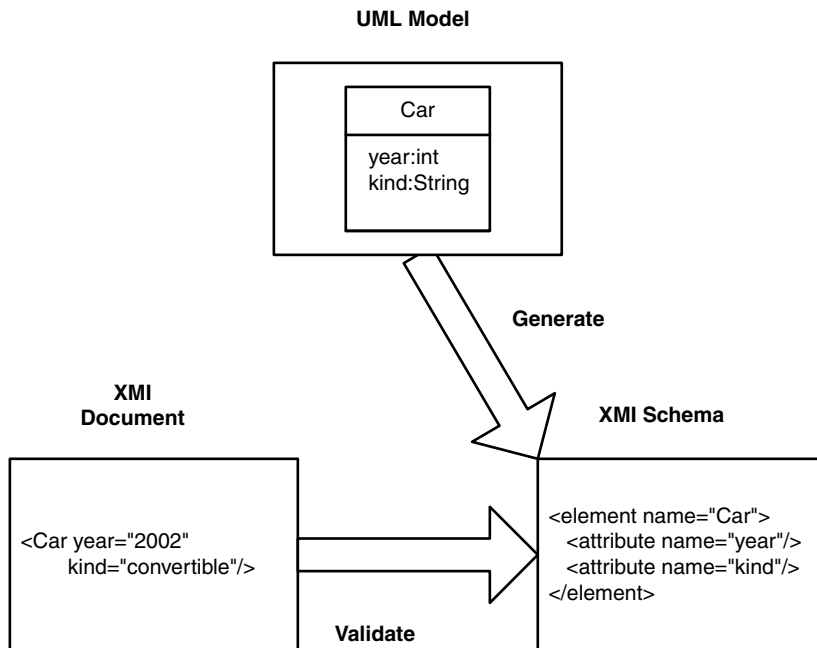 UML Model
Car
year:int
kind:String
Generate
XMI
Document
XMI Schema
<Car year="2002"
kind="convertible"/>
<element name="Car">
<attribute name="year"/>
<attribute name="kind"/>
</element>
Validate